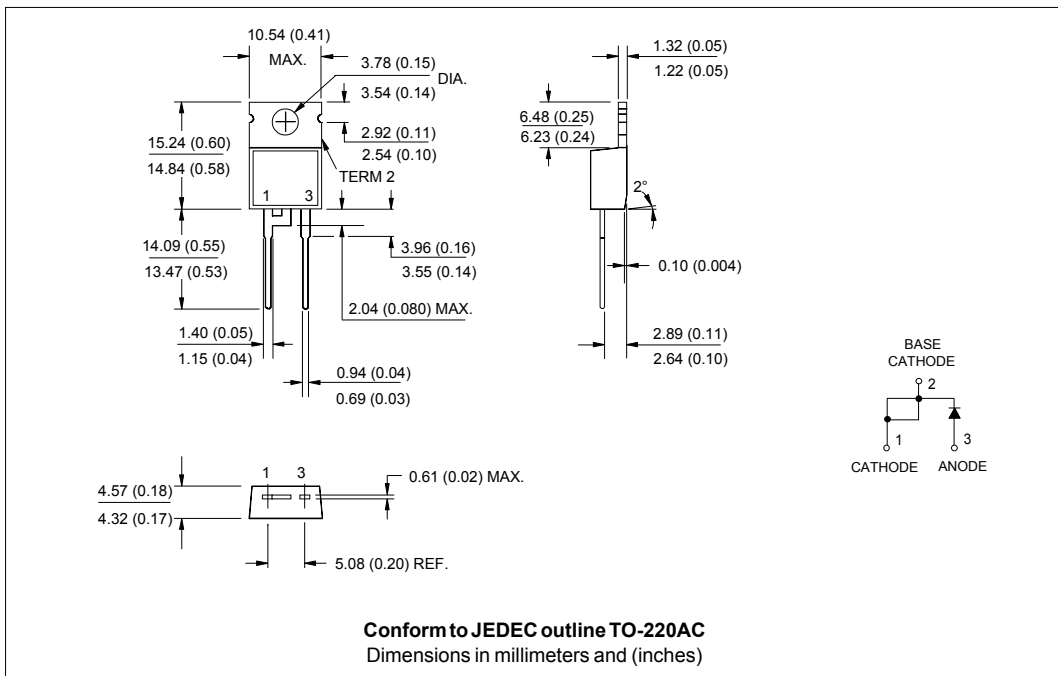 10.54 (0.41)
MAX.
3.78 (0.15)
3.54 (0.14)
DIA.
2.92 (0.11)
2.54 (0.10)
TERM 2
15.24 (0.60)
14.84 (0.58)
1 3
14.09 (0.55)
13.47 (0.53)
3.96 (0.16)
3.55 (0.14)
2.04 (0.080) MAX.
1.40 (0.05)
1.15 (0.04)
0.94 (0.04)
0.69 (0.03)
1.32 (0.05)
1.22 (0.05)
6.48 (0.25)
6.23 (0.24)
2°
0.10 (0.004)
2.89 (0.11)
2.64 (0.10)
BASE
CATHODE
2
1 3
CATHODE ANODE
1 3
0.61 (0.02) MAX.
4.57 (0.18)
4.32 (0.17)
5.08 (0.20) REF.
Conform to JEDEC outline TO-220AC
Dimensions in millimeters and (inches)